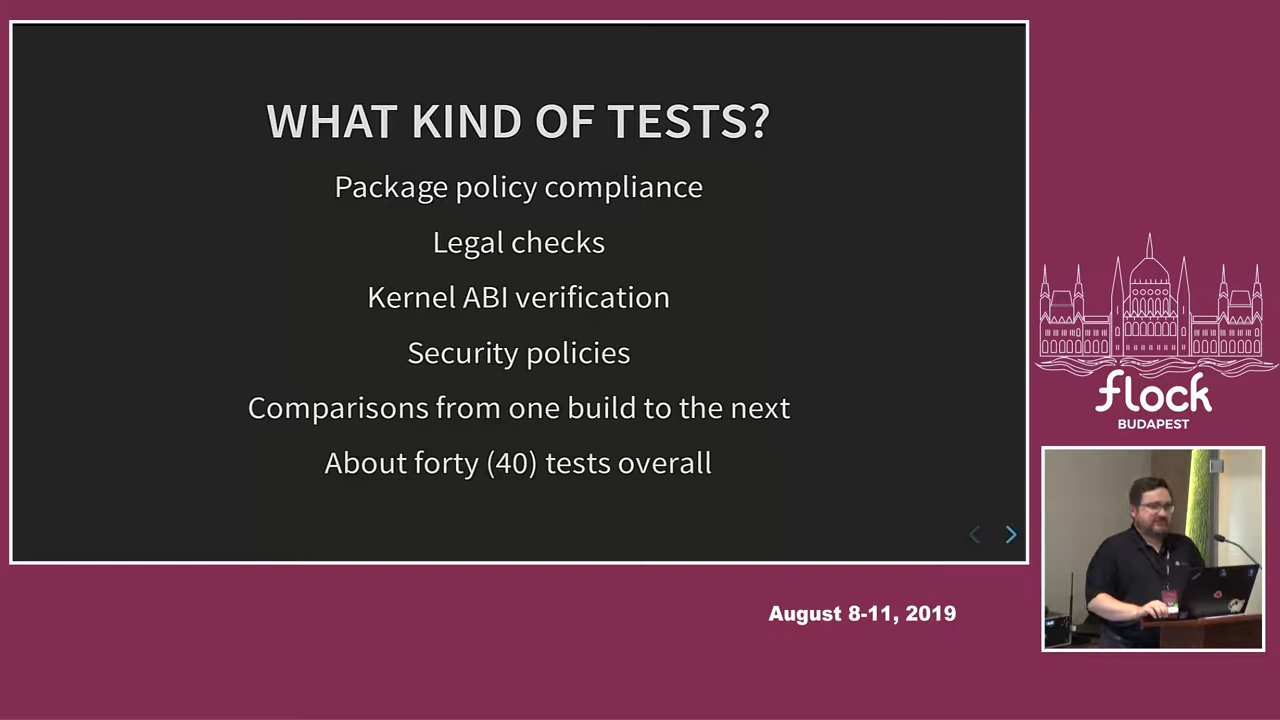 WHAT KIND OF TESTS?
Package policy compliance
Legal checks
Kernel ABI verification
Security policies
Comparisons from one build to the next
About forty (40) tests overall
flock
BUDAPEST
August 8-11, 2019